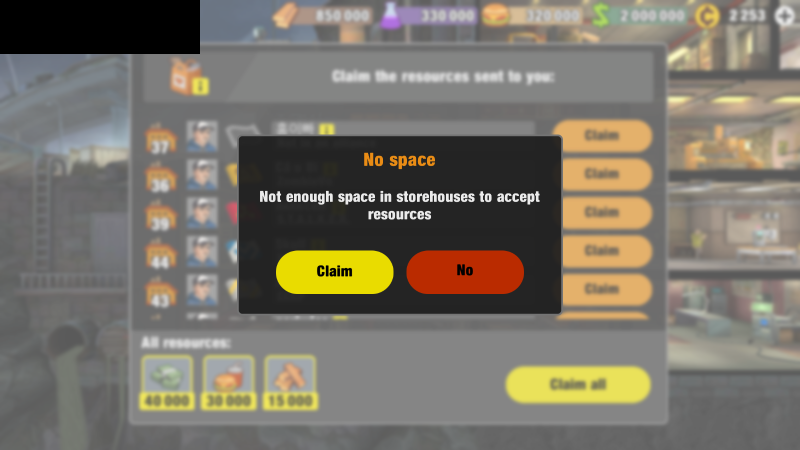 850 000 330 000 320 000 2 000 000 2 253
Claim the resources sent to you:
37 Claim
36 Claim
39 Claim
44 Claim
43 Claim
No space
Not enough space in storehouses to accept
resources
Claim No
All resources:
40 000 30 000 15 000
Claim all